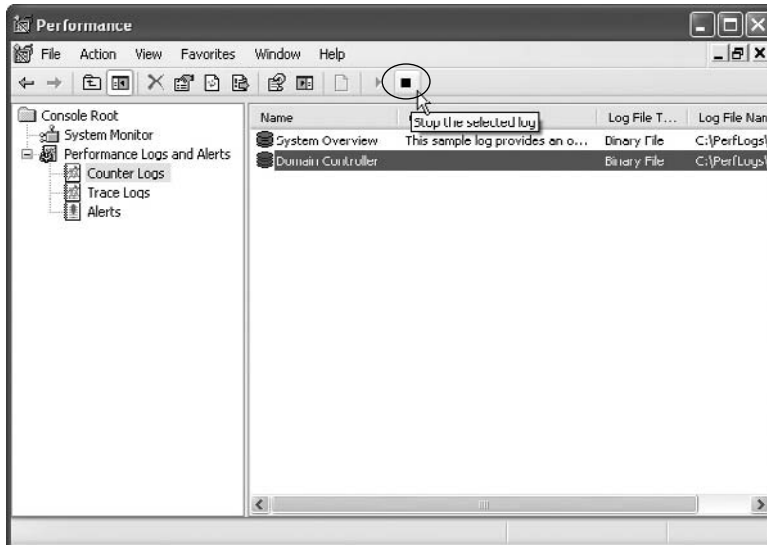 Performance
File Action View Favorites Window Help
Console Root
System Monitor
Performance Logs and Alerts
Counter Logs
Trace Logs
Alerts
Name Log File T... Log File Nan
Stop the selected log
System Overview This sample log provides an o... Binary File C:\PerfLogs\
Domain Controller Binary File C:\PerfLogs\